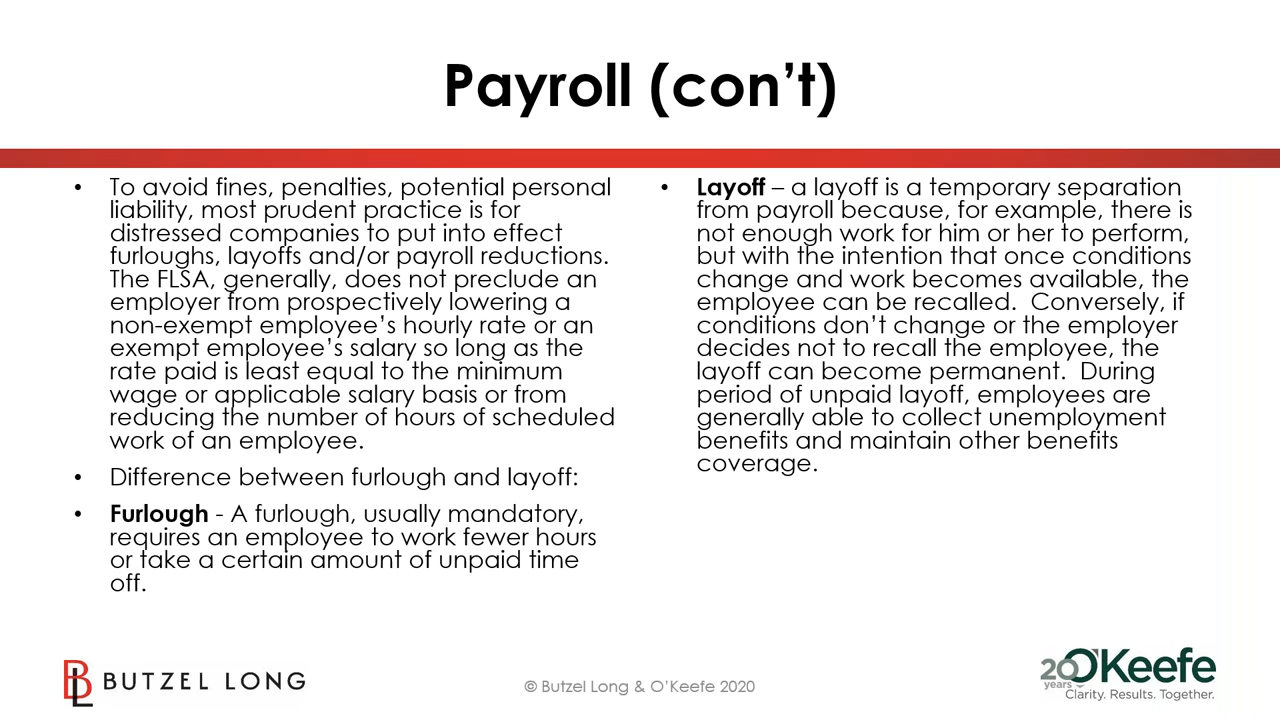 Payroll (con’t)
• To avoid fines, penalties, potential personal
liability, most prudent practice is for
distressed companies to put into effect
furloughs, layoffs and/or payroll reductions.
The FLSA, generally, does not preclude an
employer from prospectively lowering a
non-exempt employee’s hourly rate or an
exempt employee’s salary so long as the
rate paid is least equal to the minimum
wage or applicable salary basis or from
reducing the number of hours of scheduled
work of an employee.
• Difference between furlough and layoff:
• Furlough - A furlough, usually mandatory,
requires an employee to work fewer hours
or take a certain amount of unpaid time
off.
• Layoff – a layoff is a temporary separation
from payroll because, for example, there is
not enough work for him or her to perform,
but with the intention that once conditions
change and work becomes available, the
employee can be recalled.  Conversely, if
conditions don’t change or the employer
decides not to recall the employee, the
layoff can become permanent.  During
period of unpaid layoff, employees are
generally able to collect unemployment
benefits and maintain other benefits
coverage.
BL BUTZEL LONG
© Butzel Long & O’Keefe 2020
20 years O’Keefe
Clarity. Results. Together.